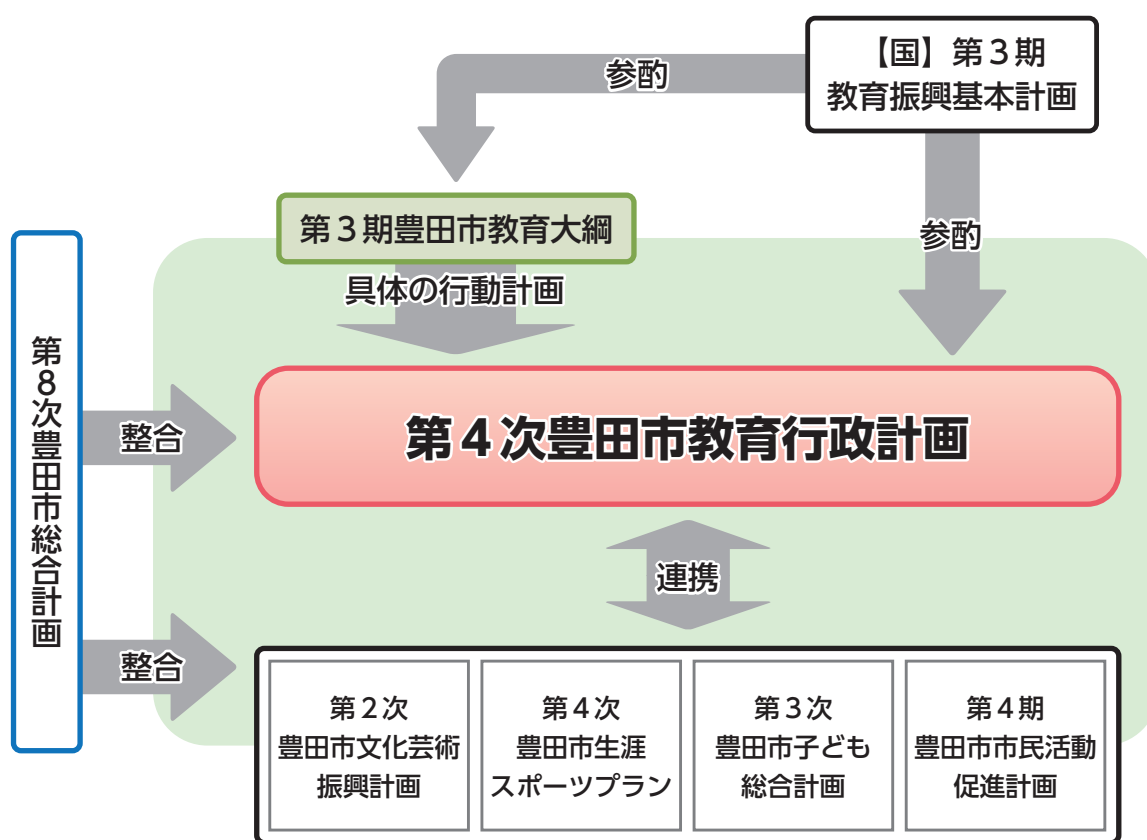 【国】第３期
教育振興基本計画
参酌
参酌
第３期豊田市教育大綱
具体の行動計画
第８次豊田市総合計画
整合
第４次豊田市教育行政計画
連携
整合
第２次
豊田市文化芸術
振興計画
第４次
豊田市生涯
スポーツプラン
第３次
豊田市子ども
総合計画
第４期
豊田市市民活動
促進計画